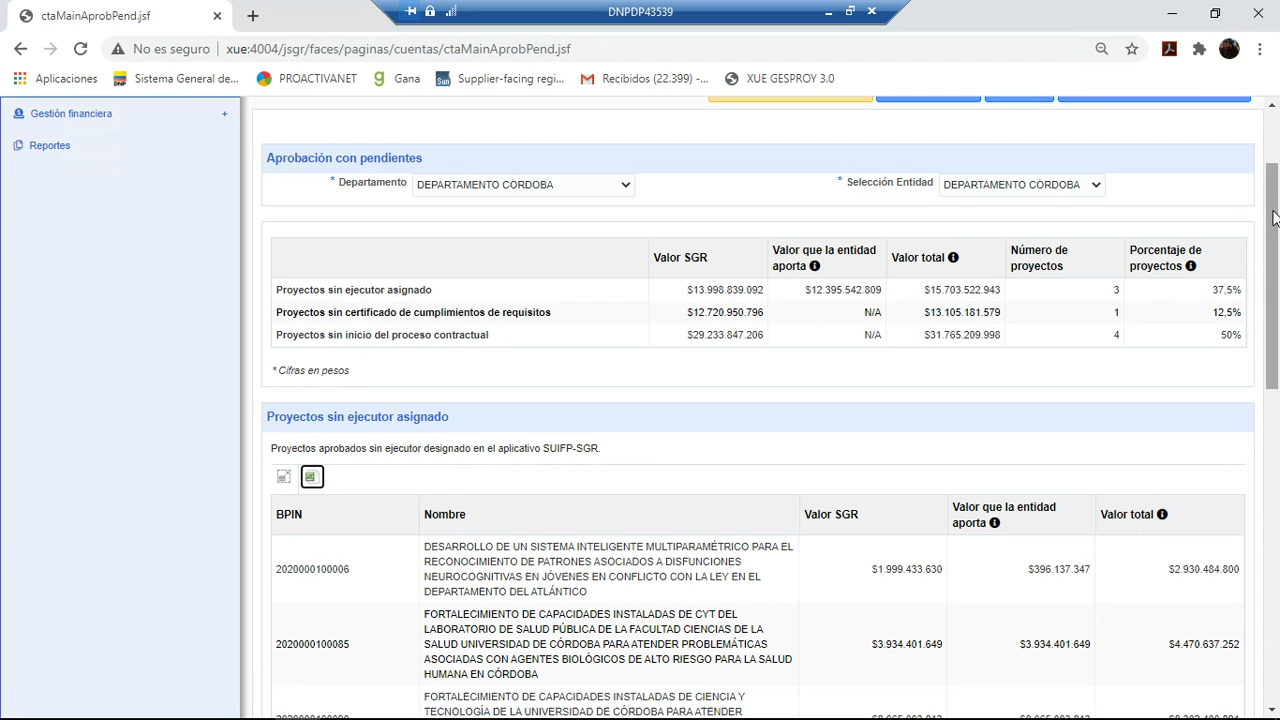 ctaMainAprobPend.jsf
DNPDP43539
No es seguro | xue:4004/jsgr/faces/paginas/cuentas/ctaMainAprobPend.jsf
Aplicaciones Sistema General de... PROACTIVANET Gana Supplier-facing regi... Recibidos (22.399) -... XUE GESPROY 3.0
Gestión financiera +
Reportes
Aprobación con pendientes
* Departamento DEPARTAMENTO CÓRDOBA * Selección Entidad DEPARTAMENTO CÓRDOBA
Valor SGR Valor que la entidad aporta Valor total Número de proyectos Porcentaje de proyectos
Proyectos sin ejecutor asignado $13.998.839.092 $12.395.542.809 $15.703.522.943 3 37,5%
Proyectos sin certificado de cumplimientos de requisitos $12.720.950.796 N/A $13.105.181.579 1 12,5%
Proyectos sin inicio del proceso contractual $29.233.847.206 N/A $31.765.209.998 4 50%
* Cifras en pesos
Proyectos sin ejecutor asignado
Proyectos aprobados sin ejecutor designado en el aplicativo SUIFP-SGR.
BPIN Nombre Valor SGR Valor que la entidad aporta Valor total
DESARROLLO DE UN SISTEMA INTELIGENTE MULTIPARAMÉTRICO PARA EL
RECONOCIMIENTO DE PATRONES ASOCIADOS A DISFUNCIONES
2020000100006 $1.999.433.630 $396.137.347 $2.930.484.800
NEUROCOGNITIVAS EN JÓVENES EN CONFLICTO CON LA LEY EN EL
DEPARTAMENTO DEL ATLÁNTICO
FORTALECIMIENTO DE CAPACIDADES INSTALADAS DE CYT DEL
LABORATORIO DE SALUD PÚBLICA DE LA FACULTAD CIENCIAS DE LA
2020000100085 SALUD UNIVERSIDAD DE CÓRDOBA PARA ATENDER PROBLEMÁTICAS $3.934.401.649 $3.934.401.649 $4.470.637.252
ASOCIADAS CON AGENTES BIOLÓGICOS DE ALTO RIESGO PARA LA SALUD
HUMANA EN CÓRDOBA
FORTALECIMIENTO DE CAPACIDADES INSTALADAS DE CIENCIA Y
TECNOLOGÍA DE LA UNIVERSIDAD DE CÓRDOBA PARA ATENDER